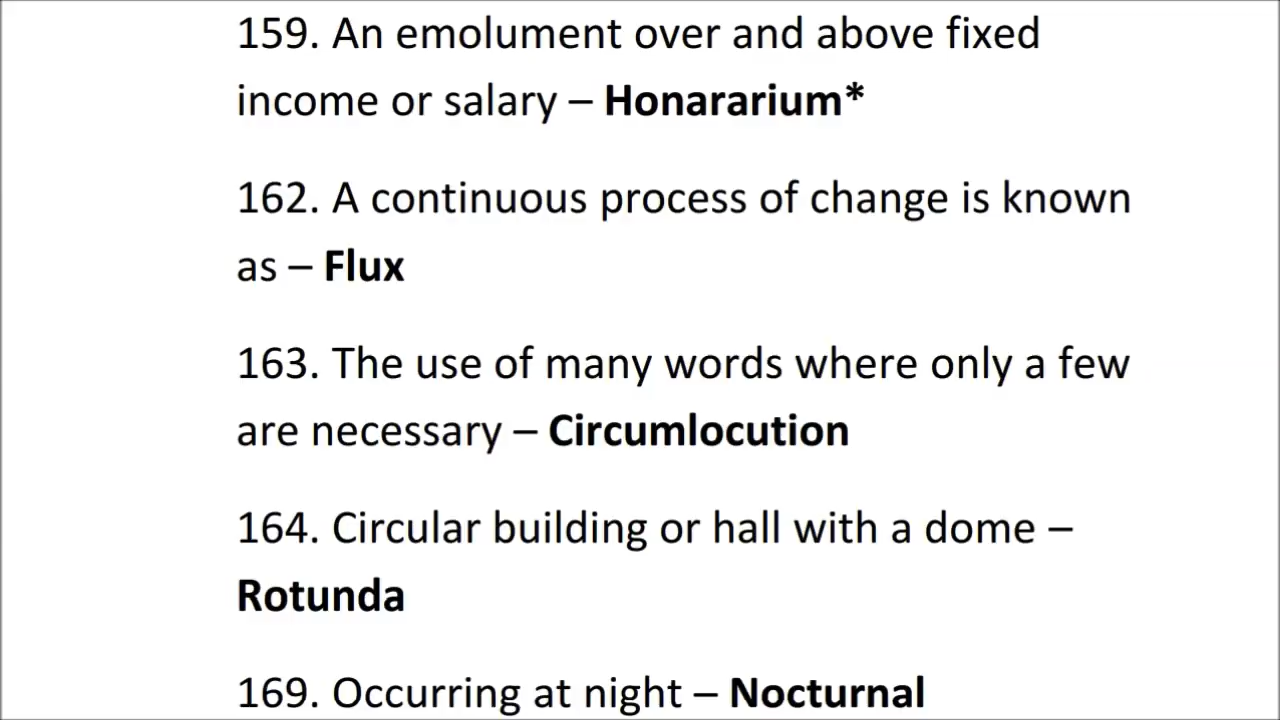 159. An emolument over and above fixed
income or salary – Honararium*
162. A continuous process of change is known
as – Flux
163. The use of many words where only a few
are necessary – Circumlocution
164. Circular building or hall with a dome –
Rotunda
169. Occurring at night – Nocturnal